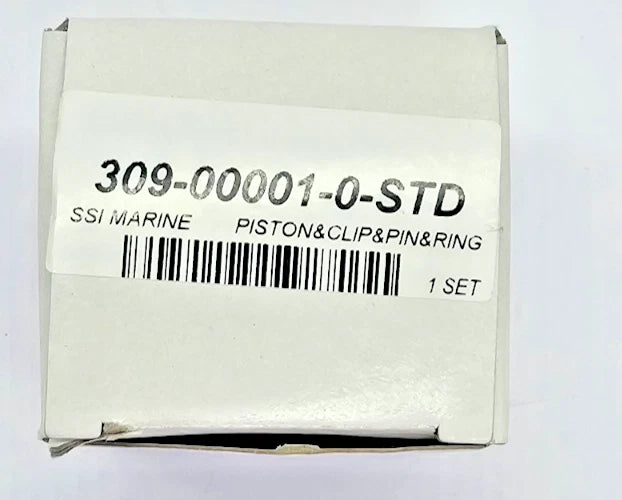 309-00001-0-STD
SSI MARINE PISTON&CLIP&PIN&RING
1 SET